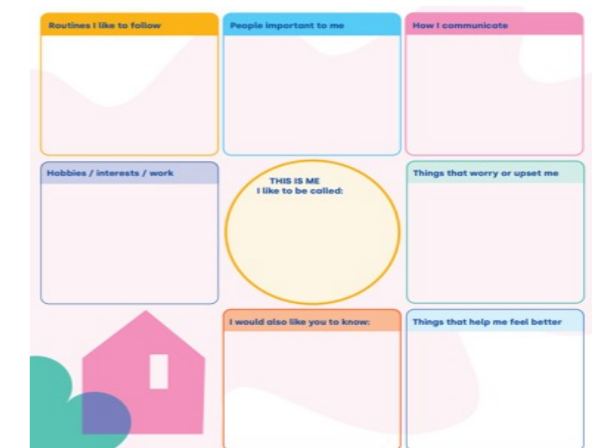 Routines I like to follow
People important to me
How I communicate
Hobbies / interests / work
THIS IS ME
I like to be called:
Things that worry or upset me
I would also like you to know:
Things that help me feel better